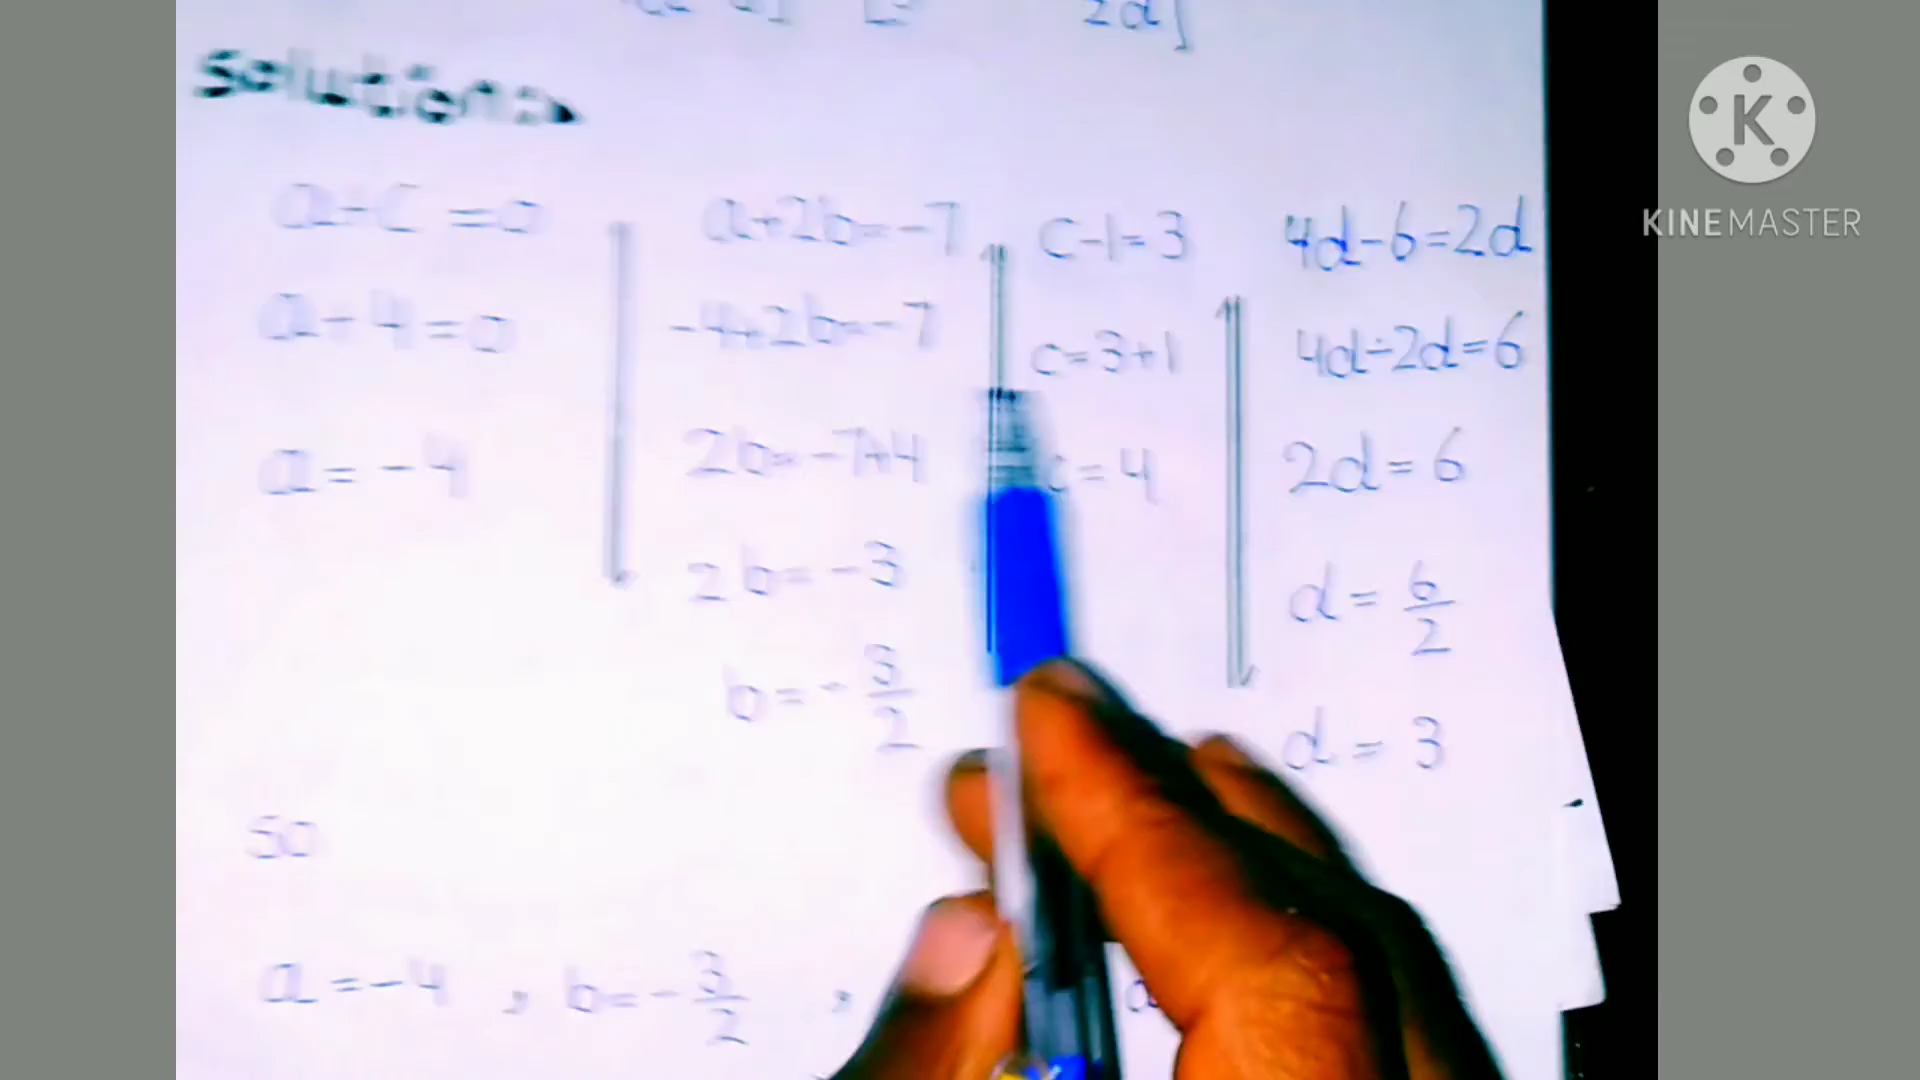 2d]
Solution:
a+c=0
a+4=0
a=-4
a+2b=-7
-4+2b=-7
2b=-7+4
2b=-3
b=-3/2
c-1=3
c=3+1
c=4
4d-6=2d
4d-2d=6
2d=6
d=6/2
d=3
so
a=-4, b=-3/2,
K
KINEMASTER